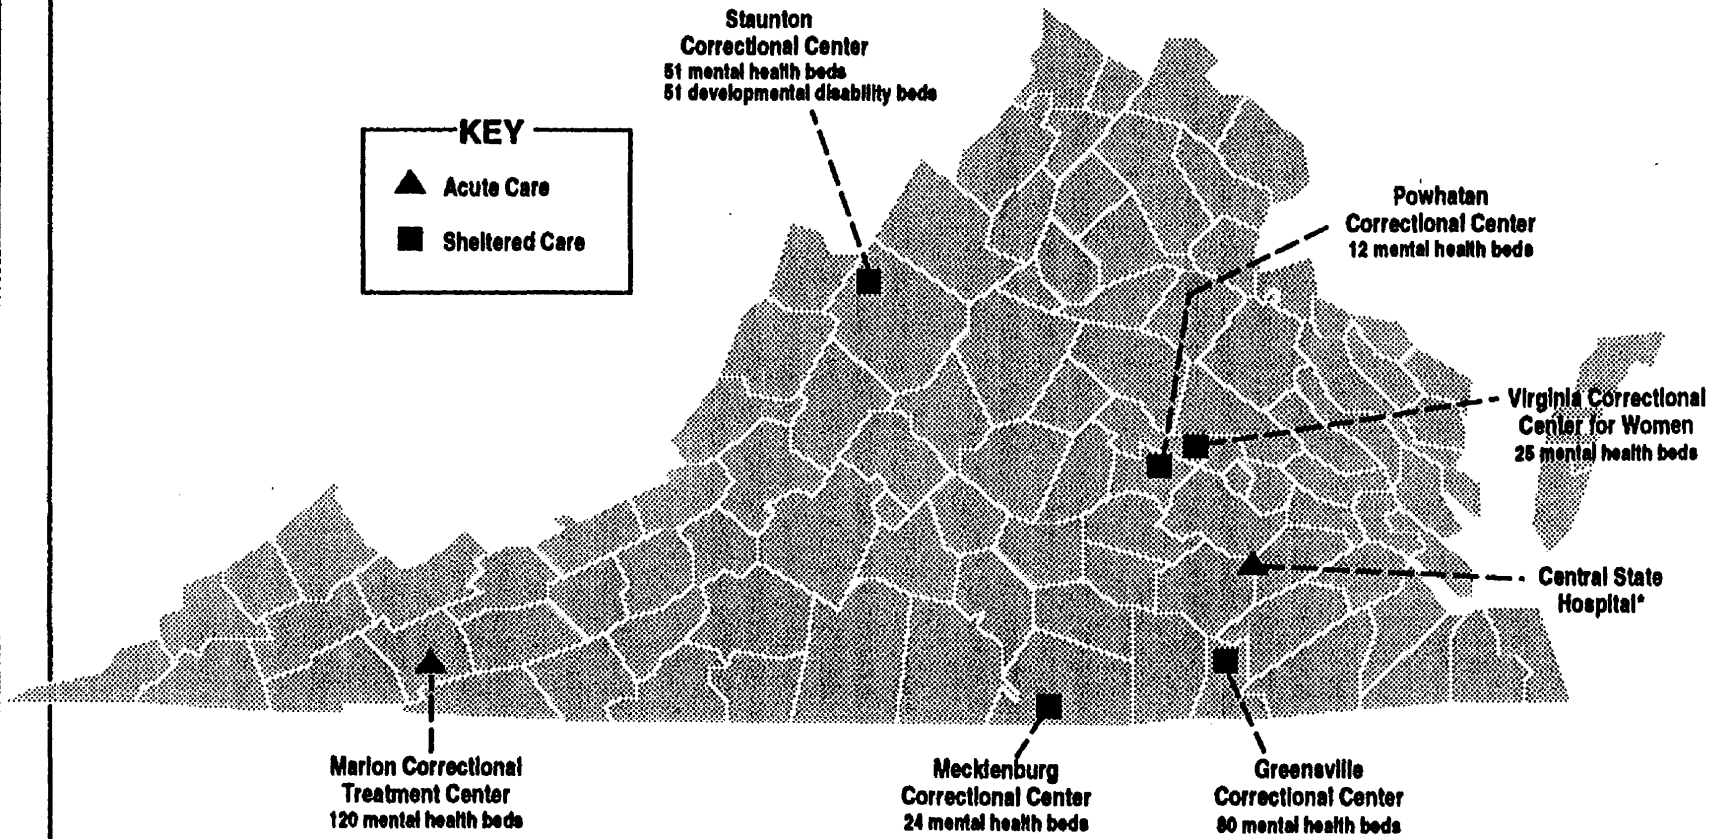 Staunton
Correctional Center
51 mental health beds
51 developmental disability beds
KEY
Acute Care
Sheltered Care
Powhatan
Correctional Center
12 mental health beds
Virginia Correctional
Center for Women
25 mental health beds
Central State
Hospital*
Marion Correctional
Treatment Center
120 mental health beds
Mecklenburg
Correctional Center
24 mental health beds
Greensville
Correctional Center
80 mental health beds